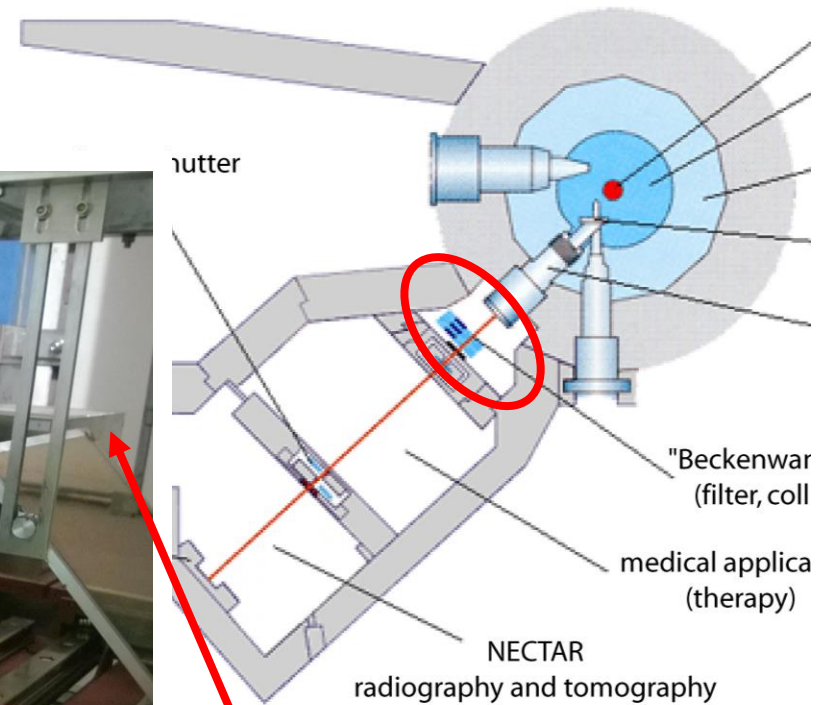 hutter
"Beckenwar
(filter, coll
medical applica
(therapy)
NECTAR
radiography and tomography